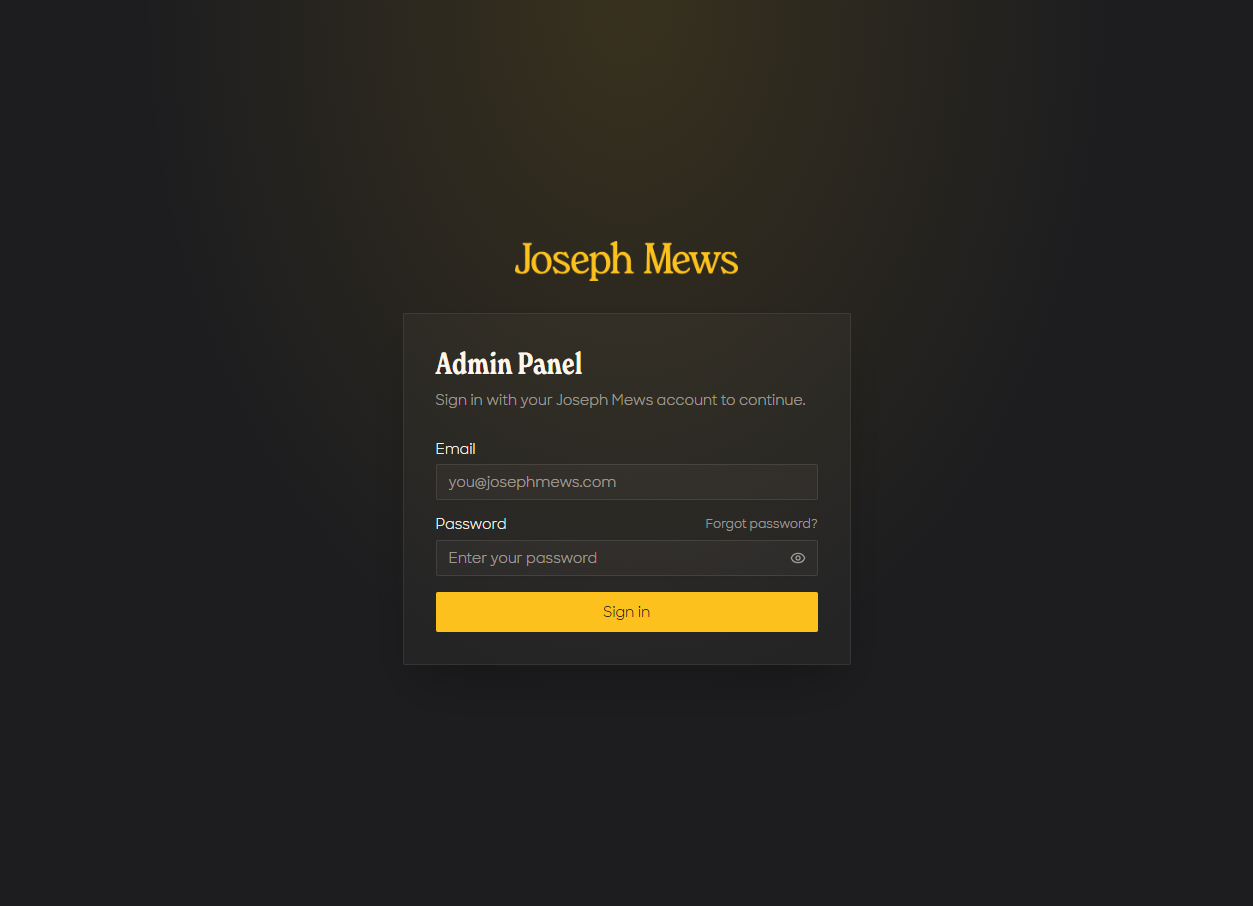 Joseph Mews
Admin Panel
Sign in with your Joseph Mews account to continue.
Email
you@josephmews.com
Password
Forgot password?
Enter your password
Sign in